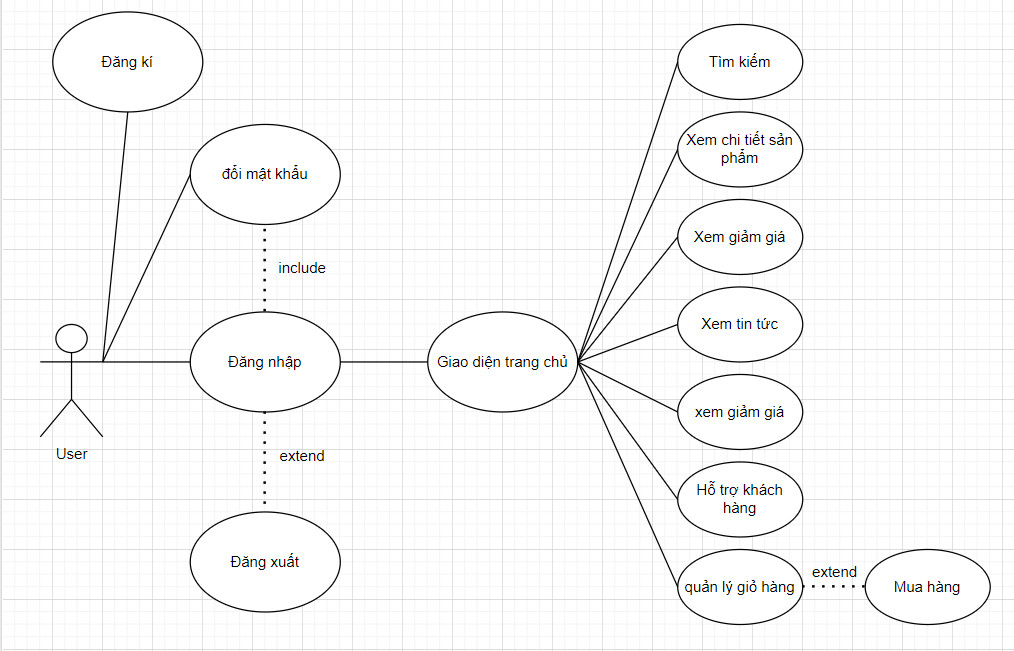 Đăng kí
Tìm kiếm
Xem chi tiết sản
phẩm
đổi mật khẩu
Xem giảm giá
include
Xem tin tức
Đăng nhập
Giao diện trang chủ
xem giảm giá
User
extend
Hỗ trợ khách
hàng
Đăng xuất
extend
quản lý giỏ hàng
Mua hàng